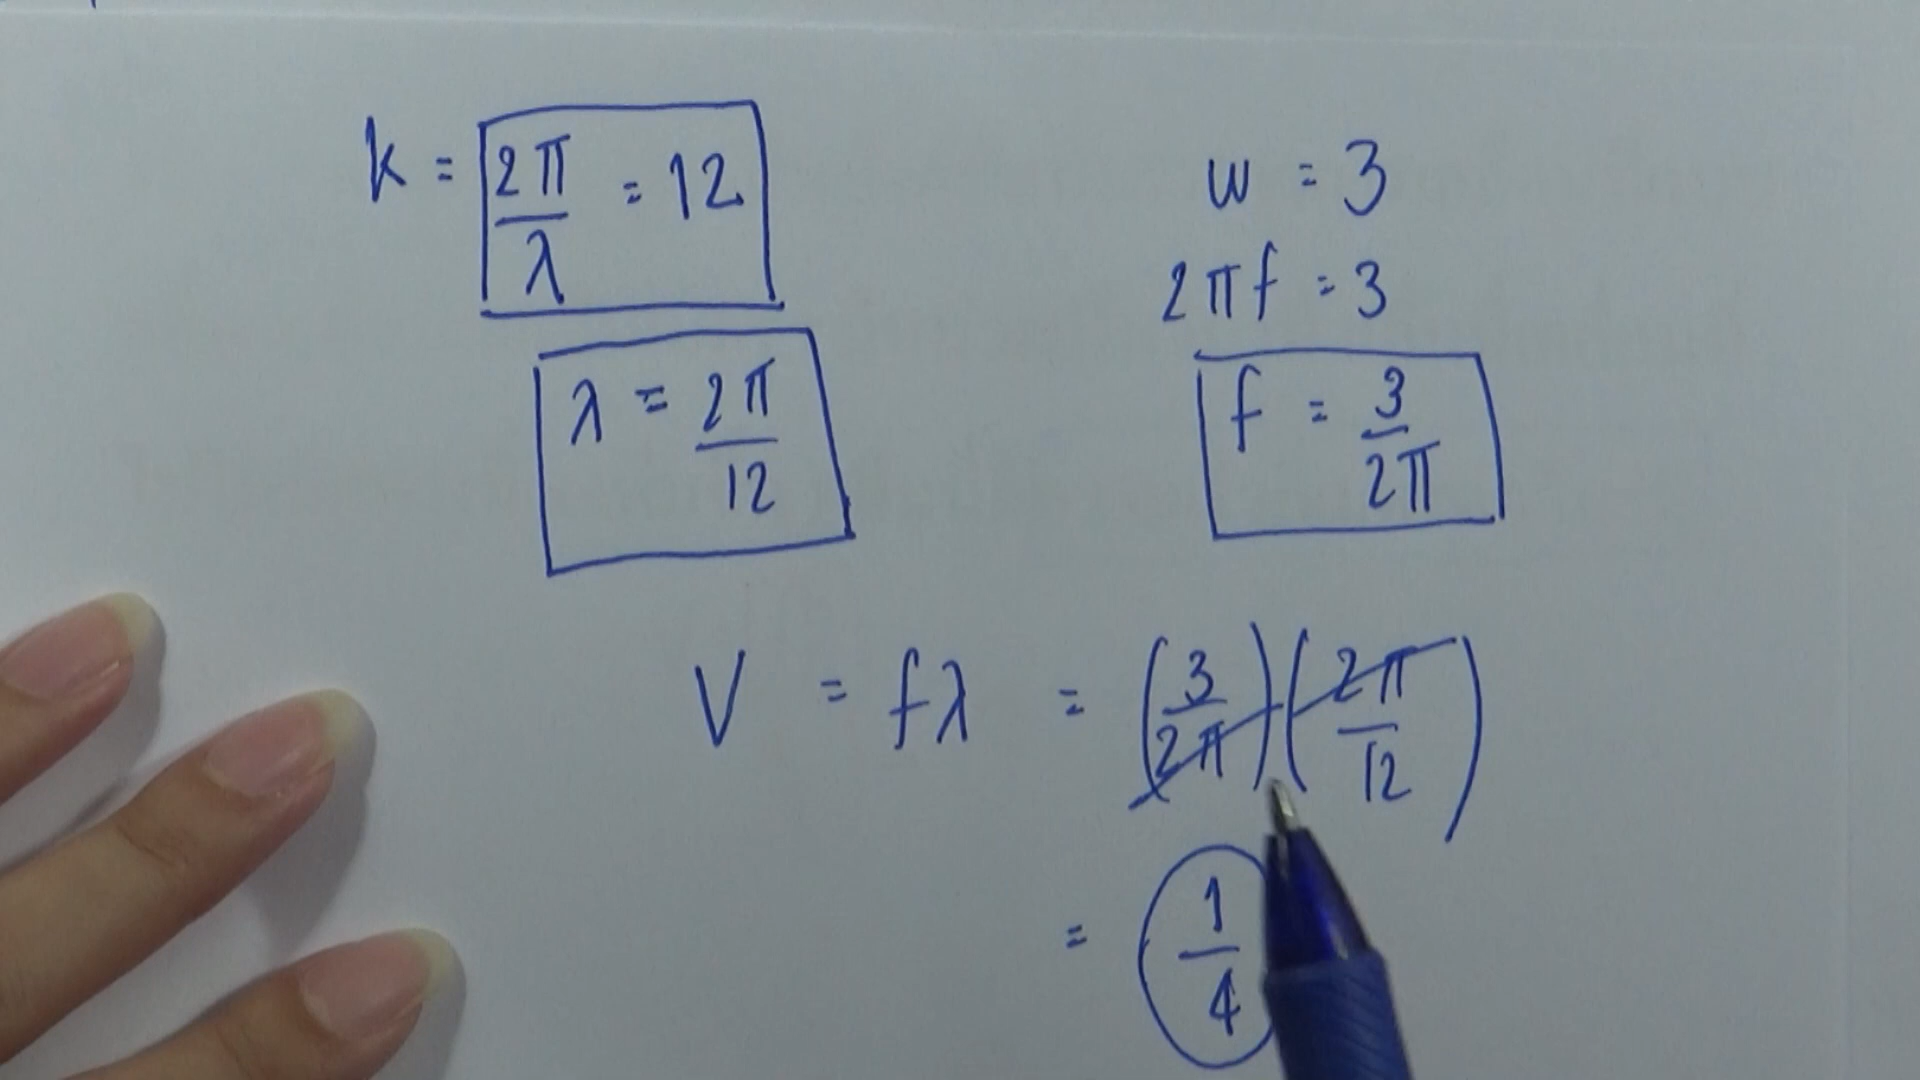 k = 2π/λ = 12
λ = 2π/12
w = 3
2πf = 3
f = 3/2π
V = fλ = (3/2π)(2π/12)
= 1/4